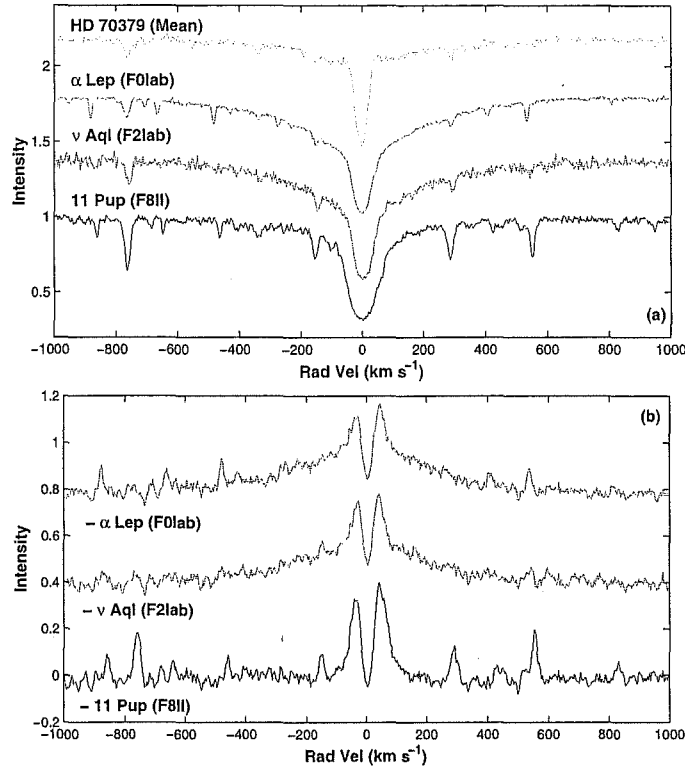 HD 70379 (Mean)
α Lep (F0Iab)
ν Aql (F2Iab)
11 Pup (F8II)
(a)
Intensity
2
1.5
1
0.5
−1000 −800 −600 −400 −200 0 200 400 600 800 1000
Rad Vel (km s⁻¹)
(b)
− α Lep (F0Iab)
− ν Aql (F2Iab)
− 11 Pup (F8II)
Intensity
1.2
1
0.8
0.6
0.4
0.2
0
0.2
−1000 −800 −600 −400 −200 0 200 400 600 800 1000
Rad Vel (km s⁻¹)